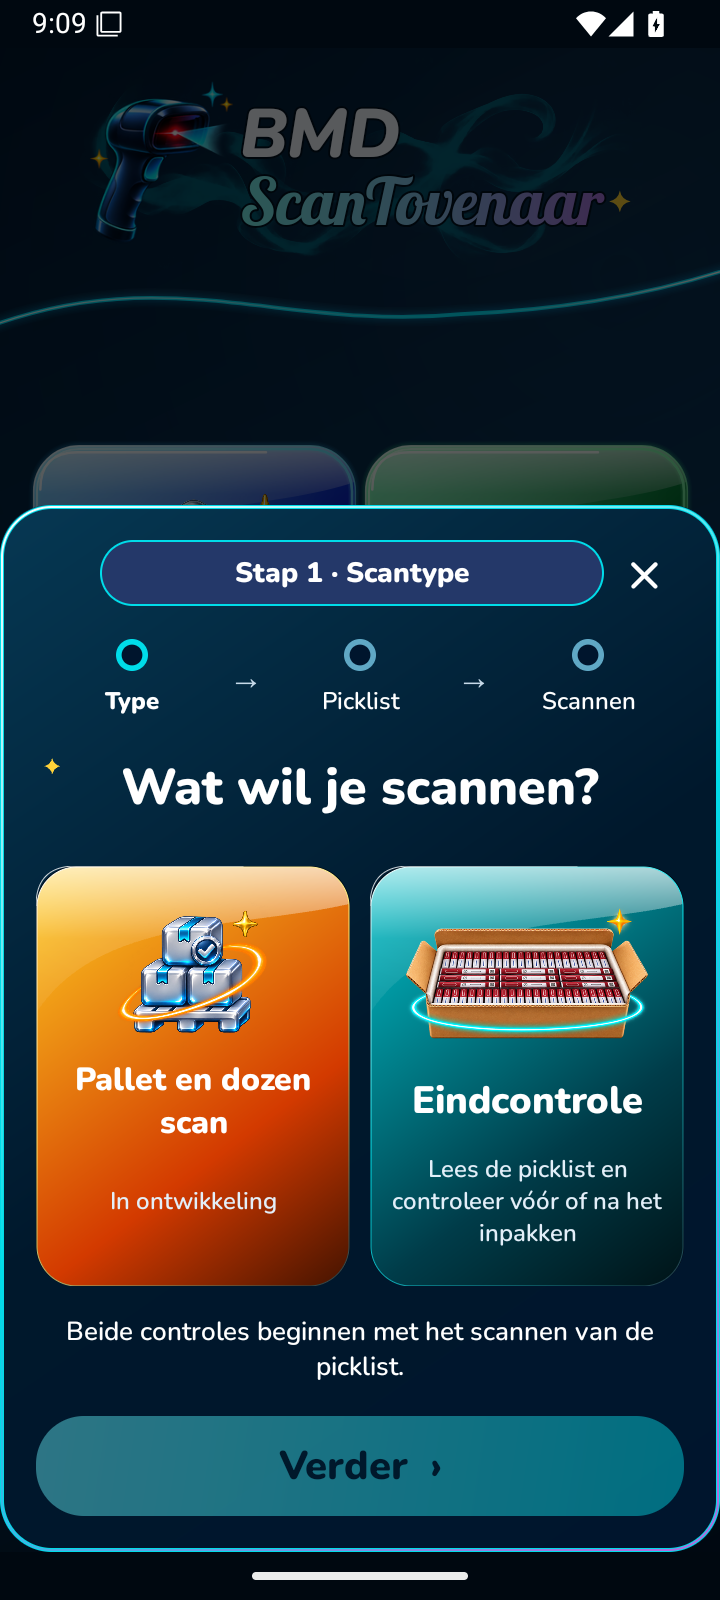 9:09
BMD
ScanTovenaar
Stap 1 · Scantype
✕
Type → Picklist → Scannen
Wat wil je scannen?
Pallet en dozen
scan
In ontwikkeling
Eindcontrole
Lees de picklist en
controleer vóór of na het
inpakken
Beide controles beginnen met het scannen van de
picklist.
Verder ›